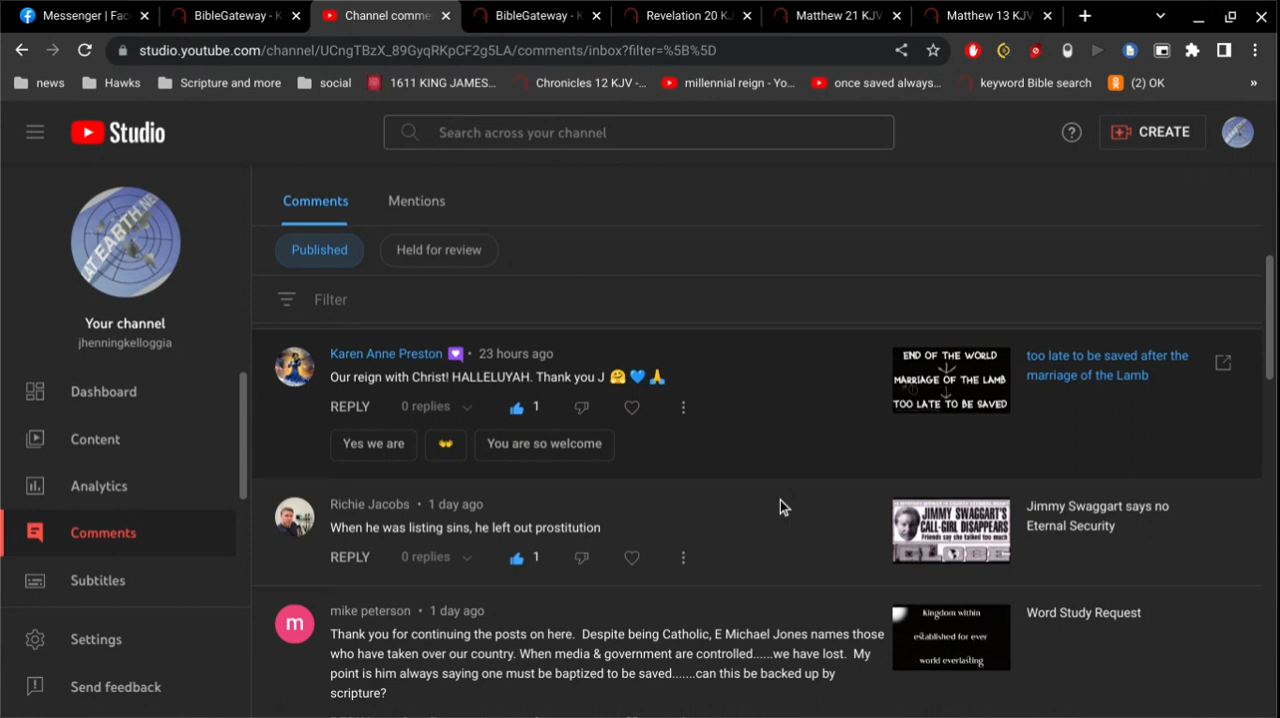 Messenger | Fac
BibleGateway - K
Channel comme
BibleGateway - K
Revelation 20 KJ
Matthew 21 KJV
Matthew 13 KJV
studio.youtube.com/channel/UCngTBzX_89GyqRKpCF2g5LA/comments/inbox?filter=%5B%5D
news
Hawks
Scripture and more
social
1611 KING JAMES...
Chronicles 12 KJV -...
millennial reign - Yo...
once saved always...
keyword Bible search
(2) OK
»
Studio
Search across your channel
CREATE
Your channel
jhenningkelloggia
Dashboard
Content
Analytics
Comments
Subtitles
Settings
Send feedback
Comments Mentions
Published Held for review
Filter
Karen Anne Preston • 23 hours ago
Our reign with Christ! HALLELUYAH. Thank you J 🤗 💙 🙏
REPLY 0 replies 1
Yes we are
You are so welcome
END OF THE WORLD
MARRIAGE OF THE LAMB
TOO LATE TO BE SAVED
too late to be saved after the
marriage of the Lamb
Richie Jacobs • 1 day ago
When he was listing sins, he left out prostitution
REPLY 0 replies 1
JIMMY SWAGGART'S
CALL-GIRL DISAPPEARS
Friends say she talked too much
Jimmy Swaggart says no
Eternal Security
m
mike peterson • 1 day ago
Thank you for continuing the posts on here. Despite being Catholic, E Michael Jones names those
who have taken over our country. When media & government are controlled......we have lost. My
point is him always saying one must be baptized to be saved.......can this be backed up by
scripture?
Kingdom within
established for ever
world everlasting
Word Study Request